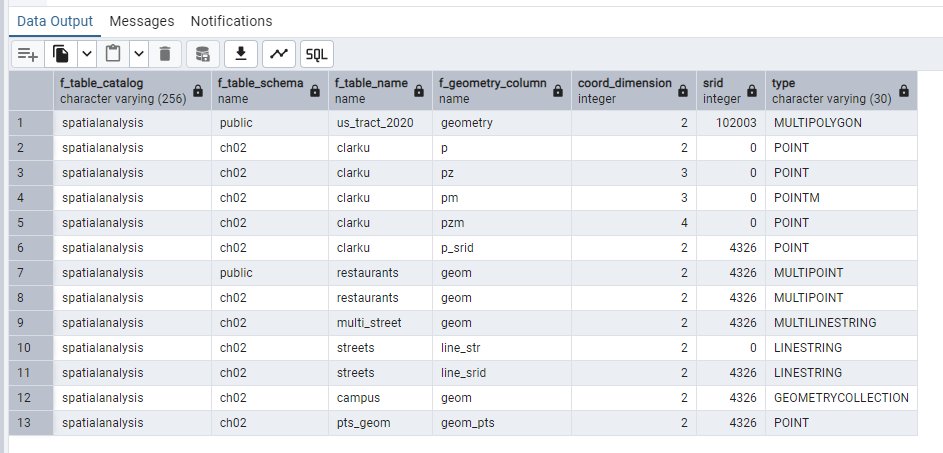 Data Output Messages Notifications
SQL
f_table_catalog f_table_schema f_table_name f_geometry_column coord_dimension srid type
character varying (256) name name name integer integer character varying (30)
1 spatialanalysis public us_tract_2020 geometry 2 102003 MULTIPOLYGON
2 spatialanalysis ch02 clarku p 2 0 POINT
3 spatialanalysis ch02 clarku pz 3 0 POINT
4 spatialanalysis ch02 clarku pm 3 0 POINTM
5 spatialanalysis ch02 clarku pzm 4 0 POINT
6 spatialanalysis ch02 clarku p_srid 2 4326 POINT
7 spatialanalysis public restaurants geom 2 4326 MULTIPOINT
8 spatialanalysis ch02 restaurants geom 2 4326 MULTIPOINT
9 spatialanalysis ch02 multi_street geom 2 4326 MULTILINESTRING
10 spatialanalysis ch02 streets line_str 2 0 LINESTRING
11 spatialanalysis ch02 streets line_srid 2 4326 LINESTRING
12 spatialanalysis ch02 campus geom 2 4326 GEOMETRYCOLLECTION
13 spatialanalysis ch02 pts_geom geom_pts 2 4326 POINT